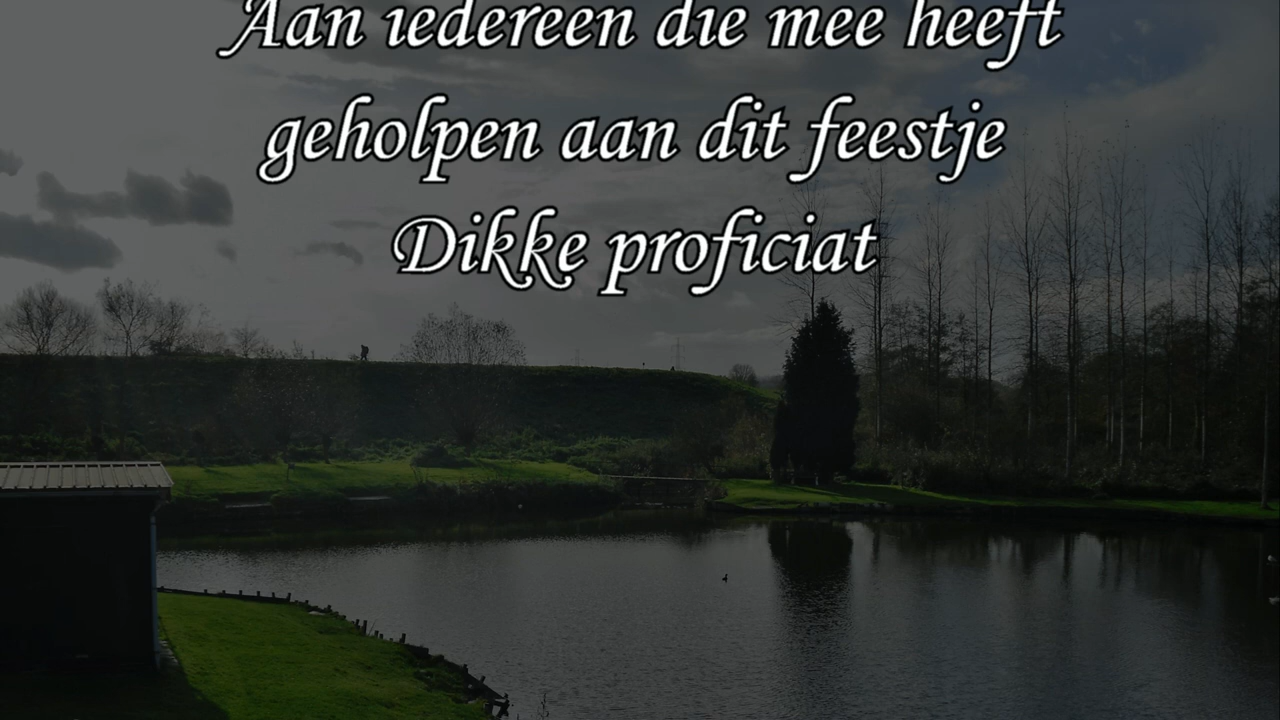 Aan iedereen die mee heeft
geholpen aan dit feestje
Dikke proficiat